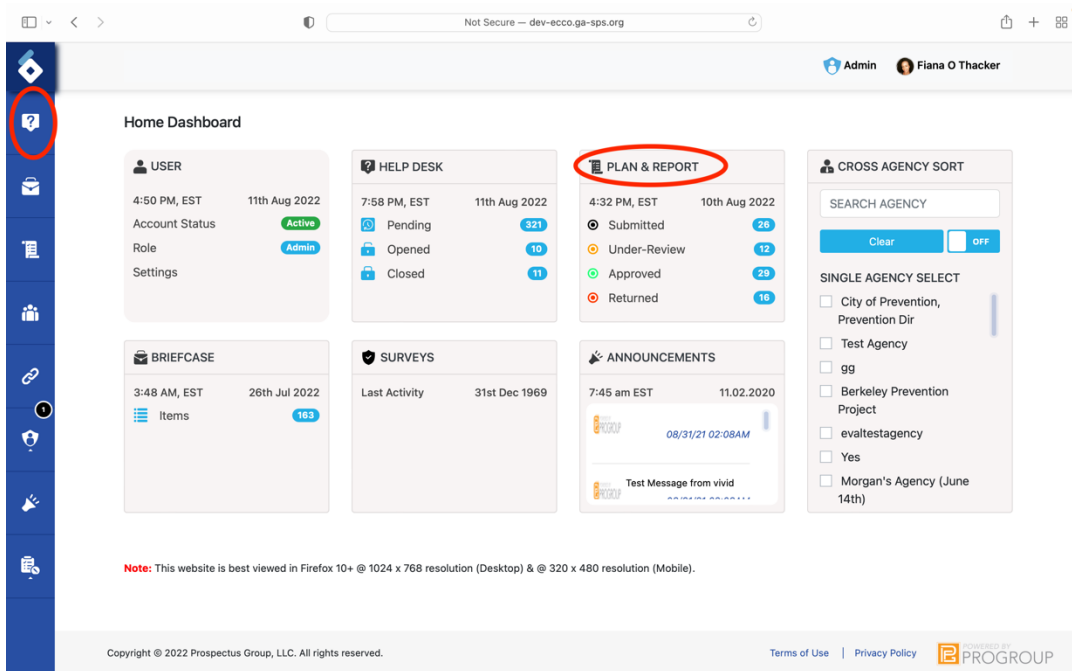 Not Secure — dev-ecco.ga-sps.org
Admin
Fiana O Thacker
Home Dashboard
USER
4:50 PM, EST 11th Aug 2022
Account Status Active
Role Admin
Settings
HELP DESK
7:58 PM, EST 11th Aug 2022
Pending 321
Opened 10
Closed 11
PLAN & REPORT
4:32 PM, EST 10th Aug 2022
Submitted 26
Under-Review 12
Approved 29
Returned 16
CROSS AGENCY SORT
SEARCH AGENCY
Clear OFF
SINGLE AGENCY SELECT
City of Prevention,
Prevention Dir
Test Agency
gg
Berkeley Prevention
Project
evaltestagency
Yes
Morgan's Agency (June
14th)
BRIEFCASE
3:48 AM, EST 26th Jul 2022
Items 163
SURVEYS
Last Activity 31st Dec 1969
ANNOUNCEMENTS
7:45 am EST 11.02.2020
PROGROUP
08/31/21 02:08AM
Test Message from vivid
PROGROUP
1
Note: This website is best viewed in Firefox 10+ @ 1024 x 768 resolution (Desktop) & @ 320 x 480 resolution (Mobile).
Copyright © 2022 Prospectus Group, LLC. All rights reserved.
Terms of Use | Privacy Policy
POWERED BY
PROGROUP